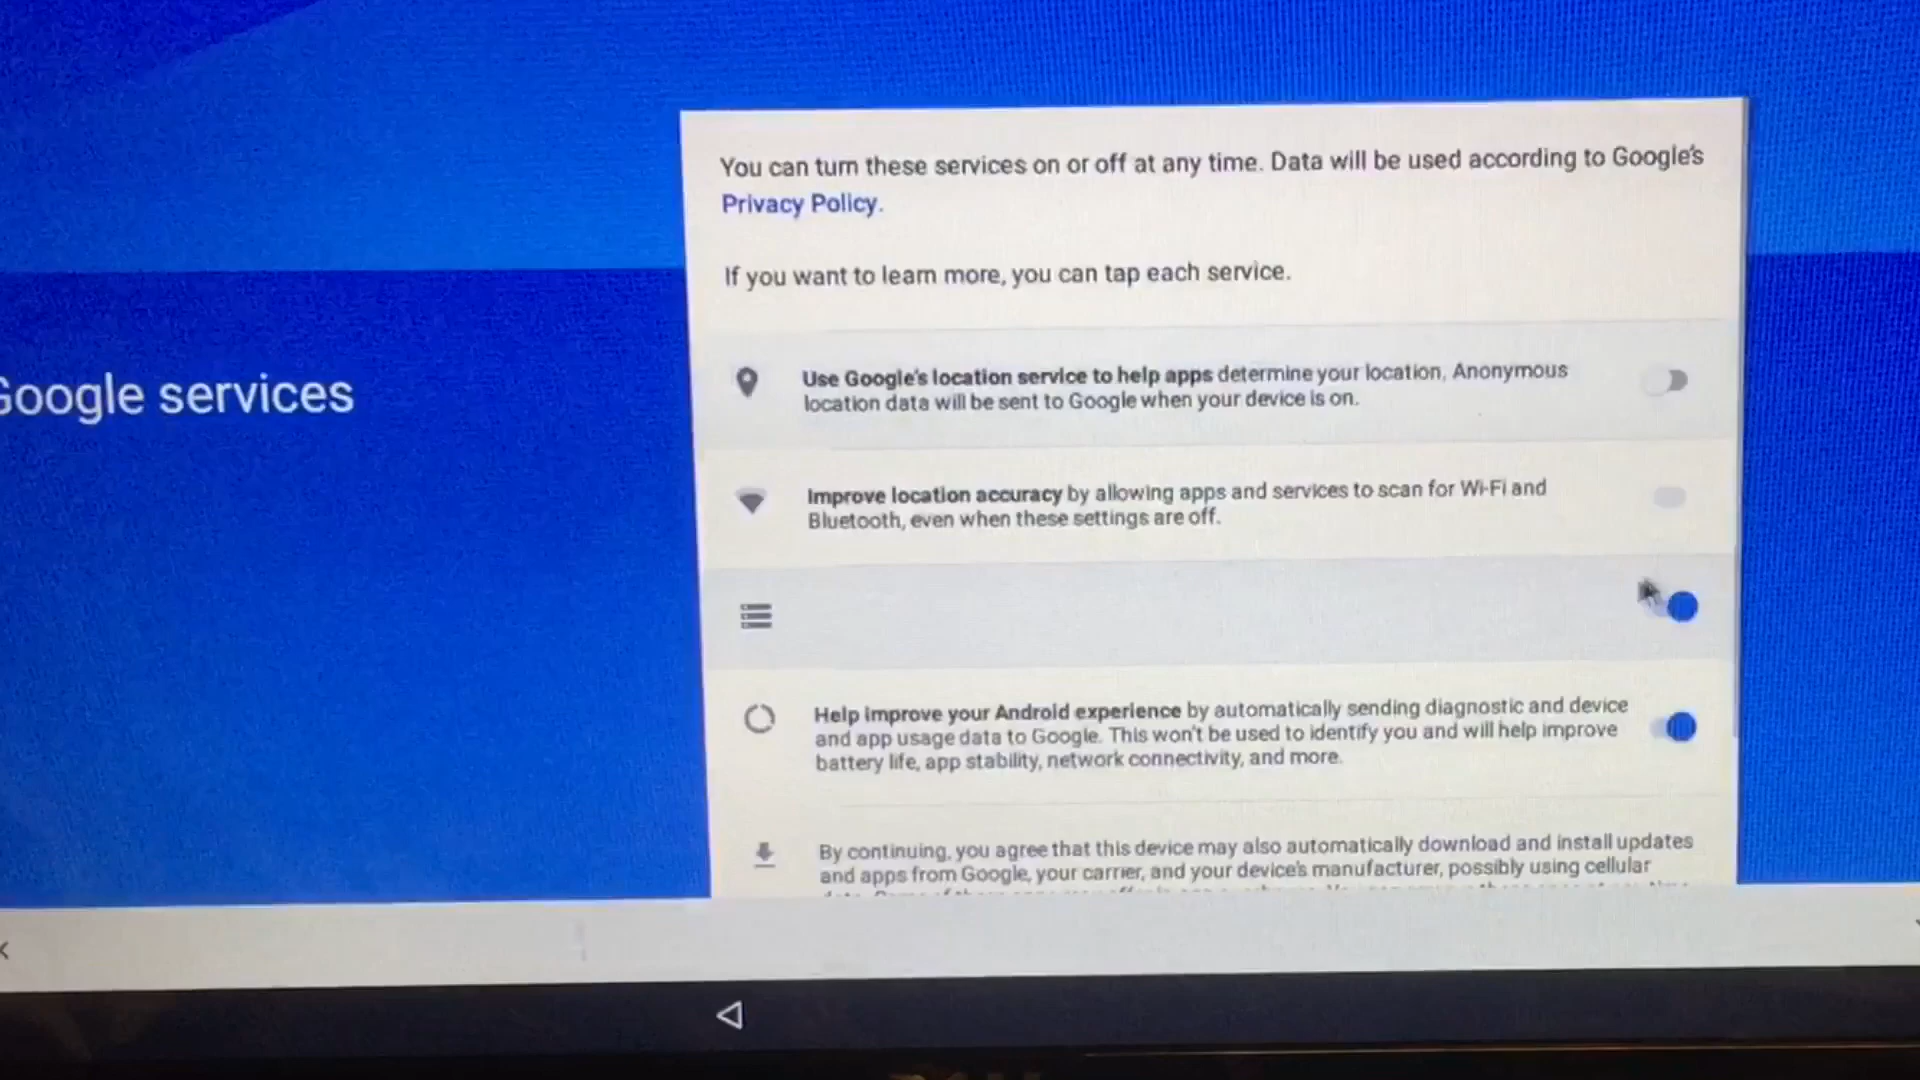 Google services
You can turn these services on or off at any time. Data will be used according to Google's
Privacy Policy.
If you want to learn more, you can tap each service.
Use Google's location service to help apps determine your location, Anonymous
location data will be sent to Google when your device is on.
Improve location accuracy by allowing apps and services to scan for Wi-Fi and
Bluetooth, even when these settings are off.
Help improve your Android experience by automatically sending diagnostic and device
and app usage data to Google. This won't be used to identify you and will help improve
battery life, app stability, network connectivity, and more.
By continuing, you agree that this device may also automatically download and install updates
and apps from Google, your carrier, and your device's manufacturer, possibly using cellular